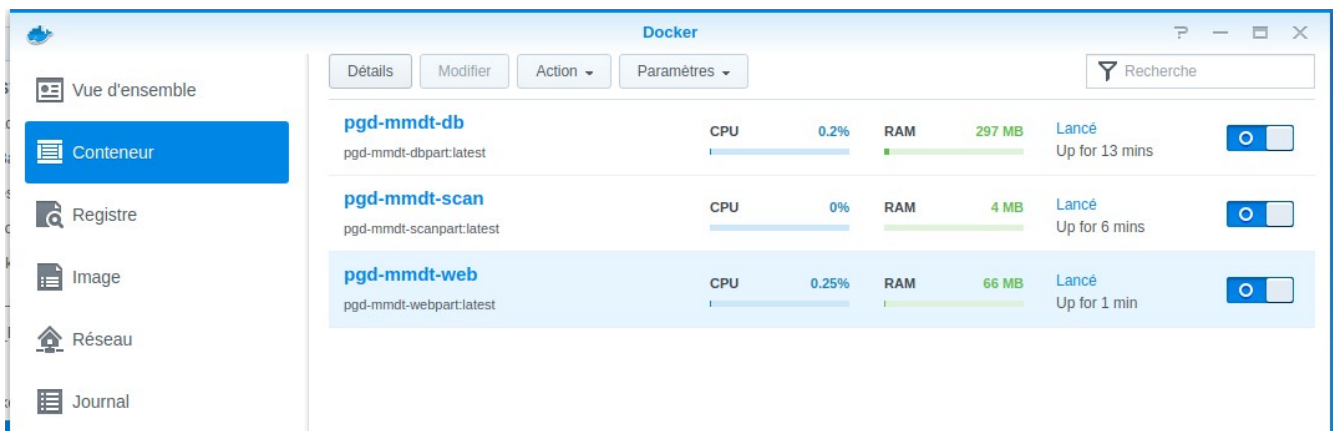 Docker
Vue d'ensemble
Conteneur
Registre
Image
Réseau
Journal
Détails Modifier Action Paramètres Recherche
pgd-mmdt-db CPU 0.2% RAM 297 MB Lancé
pgd-mmdt-dbpart:latest Up for 13 mins
pgd-mmdt-scan CPU 0% RAM 4 MB Lancé
pgd-mmdt-scanpart:latest Up for 6 mins
pgd-mmdt-web CPU 0.25% RAM 66 MB Lancé
pgd-mmdt-webpart:latest Up for 1 min